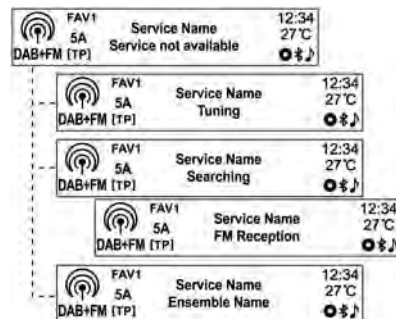 FAV1 Service Name 12:34
5A Service not available 27°C
DAB+FM [TP]
FAV1 Service Name 12:34
5A Tuning 27°C
DAB+FM [TP]
FAV1 Service Name 12:34
5A Searching 27°C
DAB+FM [TP]
FAV1 Service Name 12:34
5A FM Reception 27°C
DAB+FM [TP]
FAV1 Service Name 12:34
5A Ensemble Name 27°C
DAB+FM [TP]